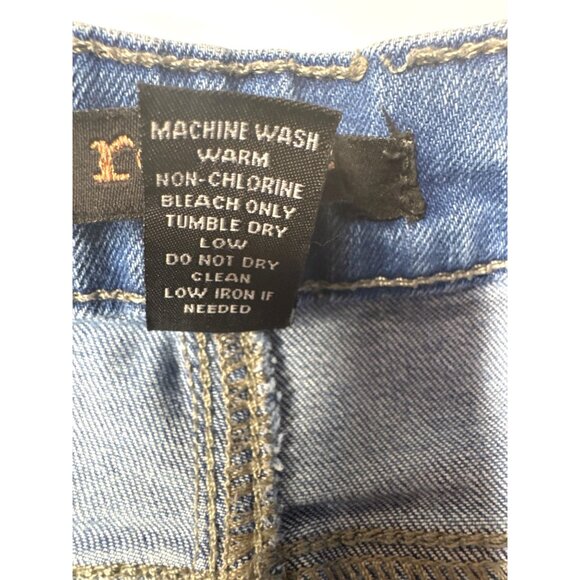 MACHINE WASH
WARM
NON-CHLORINE
BLEACH ONLY
TUMBLE DRY
LOW
DO NOT DRY
CLEAN
LOW IRON IF
NEEDED